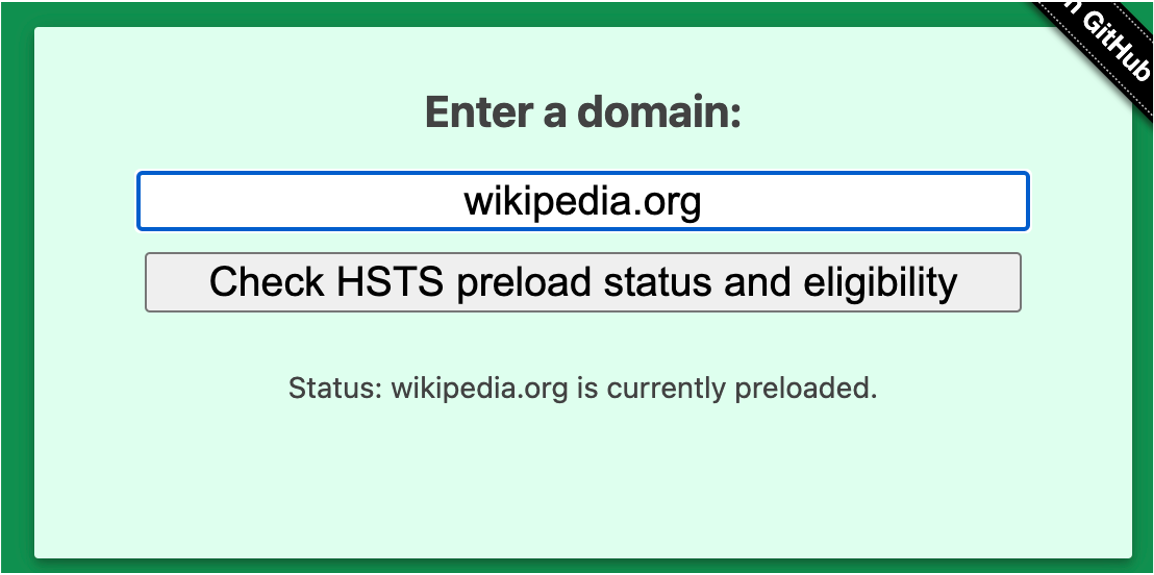 GitHub
Enter a domain:
wikipedia.org
Check HSTS preload status and eligibility
Status: wikipedia.org is currently preloaded.